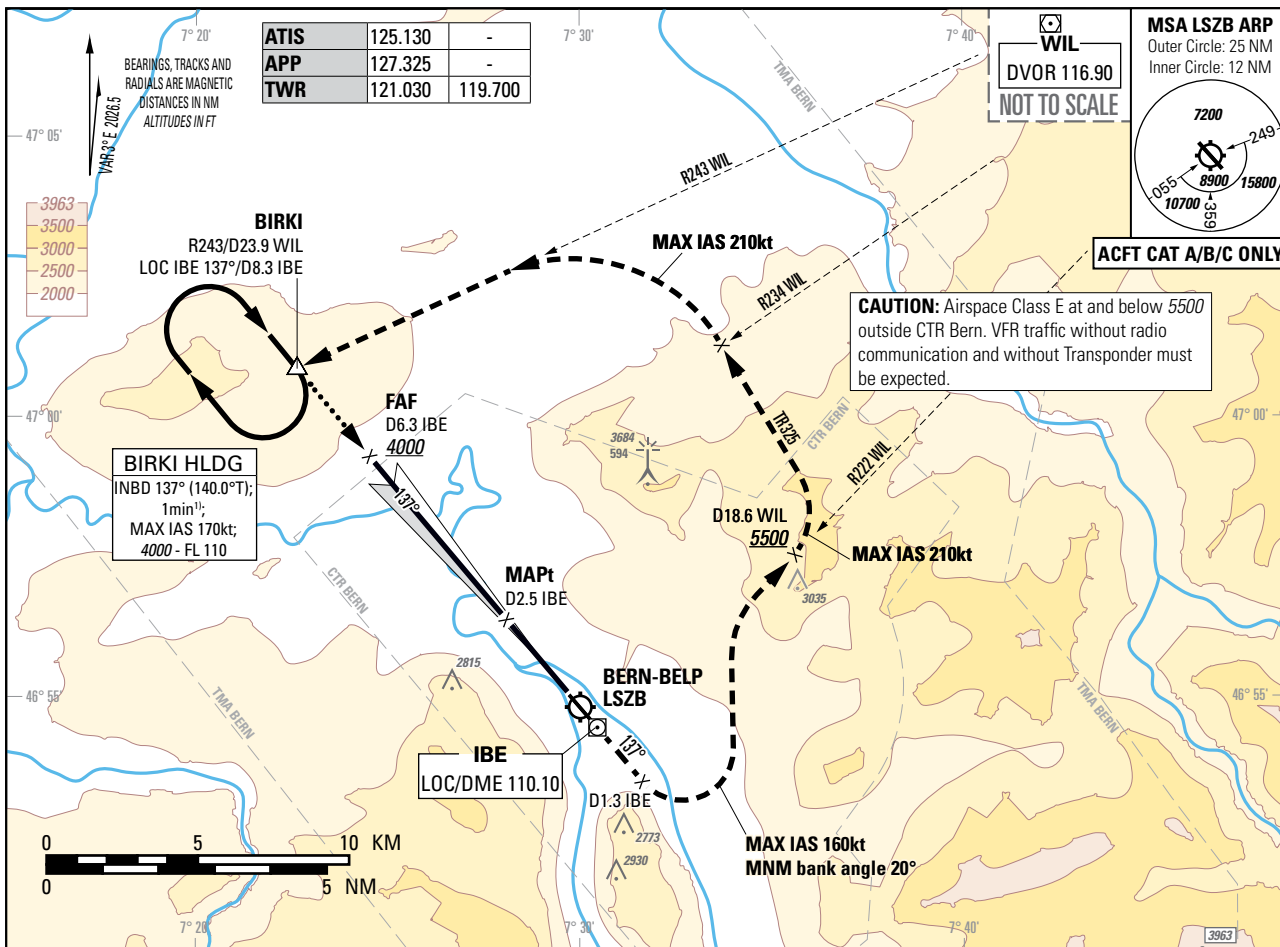 7° 20'
7° 30'
7° 40'
ATIS 125.130 -
APP 127.325 -
TWR 121.030 119.700
BEARINGS, TRACKS AND
RADIALS ARE MAGNETIC
DISTANCES IN NM
ALTITUDES IN FT
VAR 3° E 2026.5
47° 05'
3963
3500
3000
2500
2000
WIL
DVOR 116.90
NOT TO SCALE
MSA LSZB ARP
Outer Circle: 25 NM
Inner Circle: 12 NM
7200
249
055
8900
15800
10700
359
ACFT CAT A/B/C ONLY
TMA BERN
R243 WIL
BIRKI
R243/D23.9 WIL
LOC IBE 137°/D8.3 IBE
MAX IAS 210kt
R234 WIL
CAUTION: Airspace Class E at and below 5500
outside CTR Bern. VFR traffic without radio
communication and without Transponder must
be expected.
47° 00'
47° 00'
FAF
D6.3 IBE
4000
137°
3684
594
TR325
CTR BERN
R222 WIL
BIRKI HLDG
INBD 137° (140.0°T);
1min¹⁾;
MAX IAS 170kt;
4000 - FL 110
D18.6 WIL
5500
MAX IAS 210kt
3035
CTR BERN
MAPt
D2.5 IBE
2815
BERN-BELP
LSZB
46° 55'
46° 55'
TMA BERN
TMA BERN
IBE
LOC/DME 110.10
137°
D1.3 IBE
2773
2930
MAX IAS 160kt
MNM bank angle 20°
0 5 10 KM
0 5 NM
7° 20'
7° 30'
7° 40'
3963